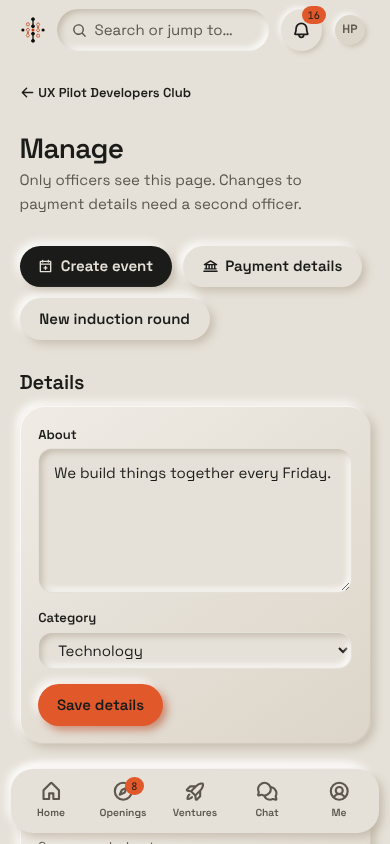 Search or jump to...
16
HP
← UX Pilot Developers Club
Manage
Only officers see this page. Changes to
payment details need a second officer.
Create event
Payment details
New induction round
Details
About
We build things together every Friday.
Category
Technology
Save details
8
Home
Openings
Ventures
Chat
Me